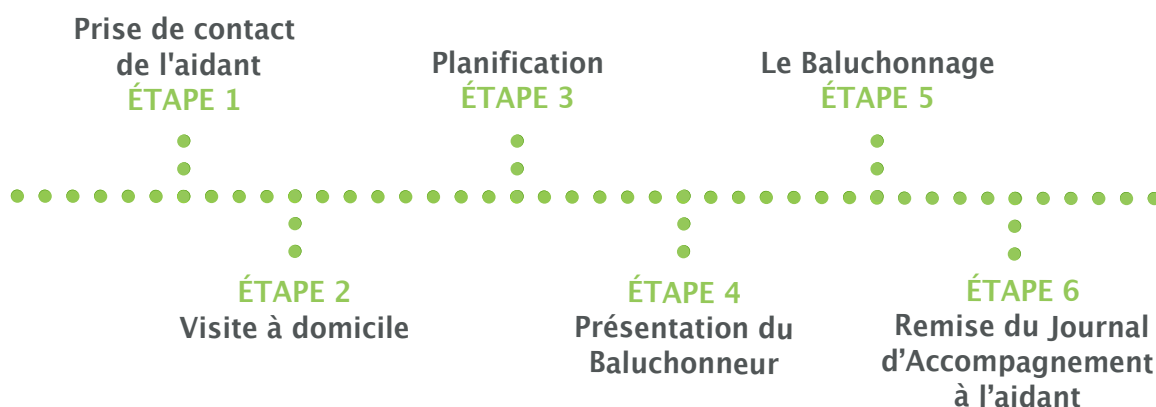 Prise de contact
de l'aidant
ÉTAPE 1
ÉTAPE 2
Visite à domicile
Planification
ÉTAPE 3
ÉTAPE 4
Présentation du
Baluchonneur
Le Baluchonnage
ÉTAPE 5
ÉTAPE 6
Remise du Journal
d’Accompagnement
à l’aidant